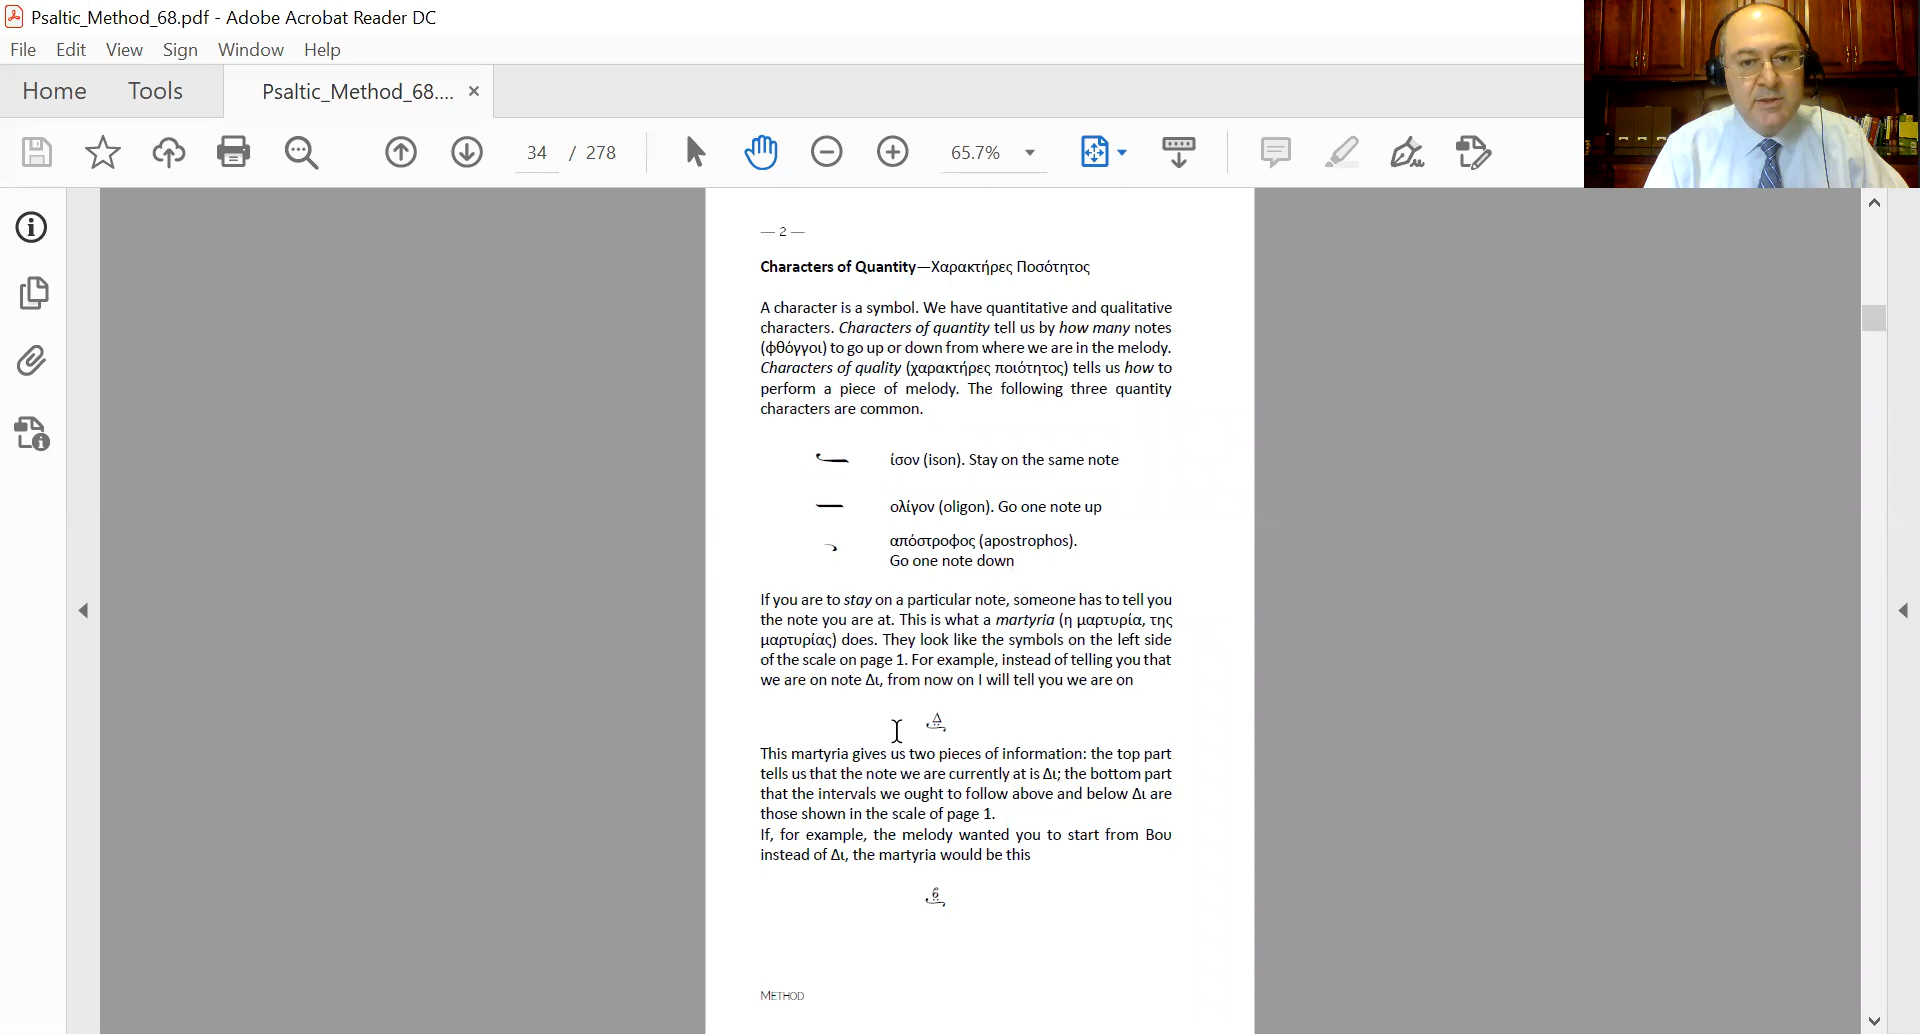 Psaltic_Method_68.pdf - Adobe Acrobat Reader DC
File Edit View Sign Window Help
Home Tools Psaltic_Method_68.... ×
34 / 278 65.7%
— 2 —
Characters of Quantity—Χαρακτήρες Ποσότητος
A character is a symbol. We have quantitative and qualitative
characters. Characters of quantity tell us by how many notes
(φθόγγοι) to go up or down from where we are in the melody.
Characters of quality (χαρακτήρες ποιότητος) tells us how to
perform a piece of melody. The following three quantity
characters are common.
ίσον (ison). Stay on the same note
ολίγον (oligon). Go one note up
απόστροφος (apostrophos).
Go one note down
If you are to stay on a particular note, someone has to tell you
the note you are at. This is what a martyria (η μαρτυρία, της
μαρτυρίας) does. They look like the symbols on the left side
of the scale on page 1. For example, instead of telling you that
we are on note Δι, from now on I will tell you we are on
Δ
This martyria gives us two pieces of information: the top part
tells us that the note we are currently at is Δι; the bottom part
that the intervals we ought to follow above and below Δι are
those shown in the scale of page 1.
If, for example, the melody wanted you to start from Βου
instead of Δι, the martyria would be this
METHOD